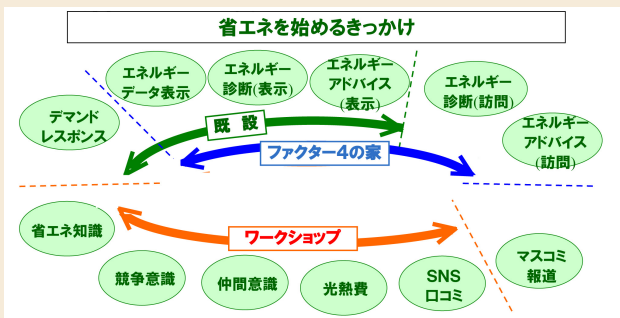 省エネを始めるきっかけ
エネルギー
データ表示
エネルギー
診断(表示)
エネルギー
アドバイス
(表示)
エネルギー
診断(訪問)
デマンド
レスポンス
既 設
エネルギー
アドバイス
(訪問)
ファクター4の家
省エネ知識
ワークショップ
マスコミ
報道
競争意識
仲間意識
光熱費
SNS
口コミ